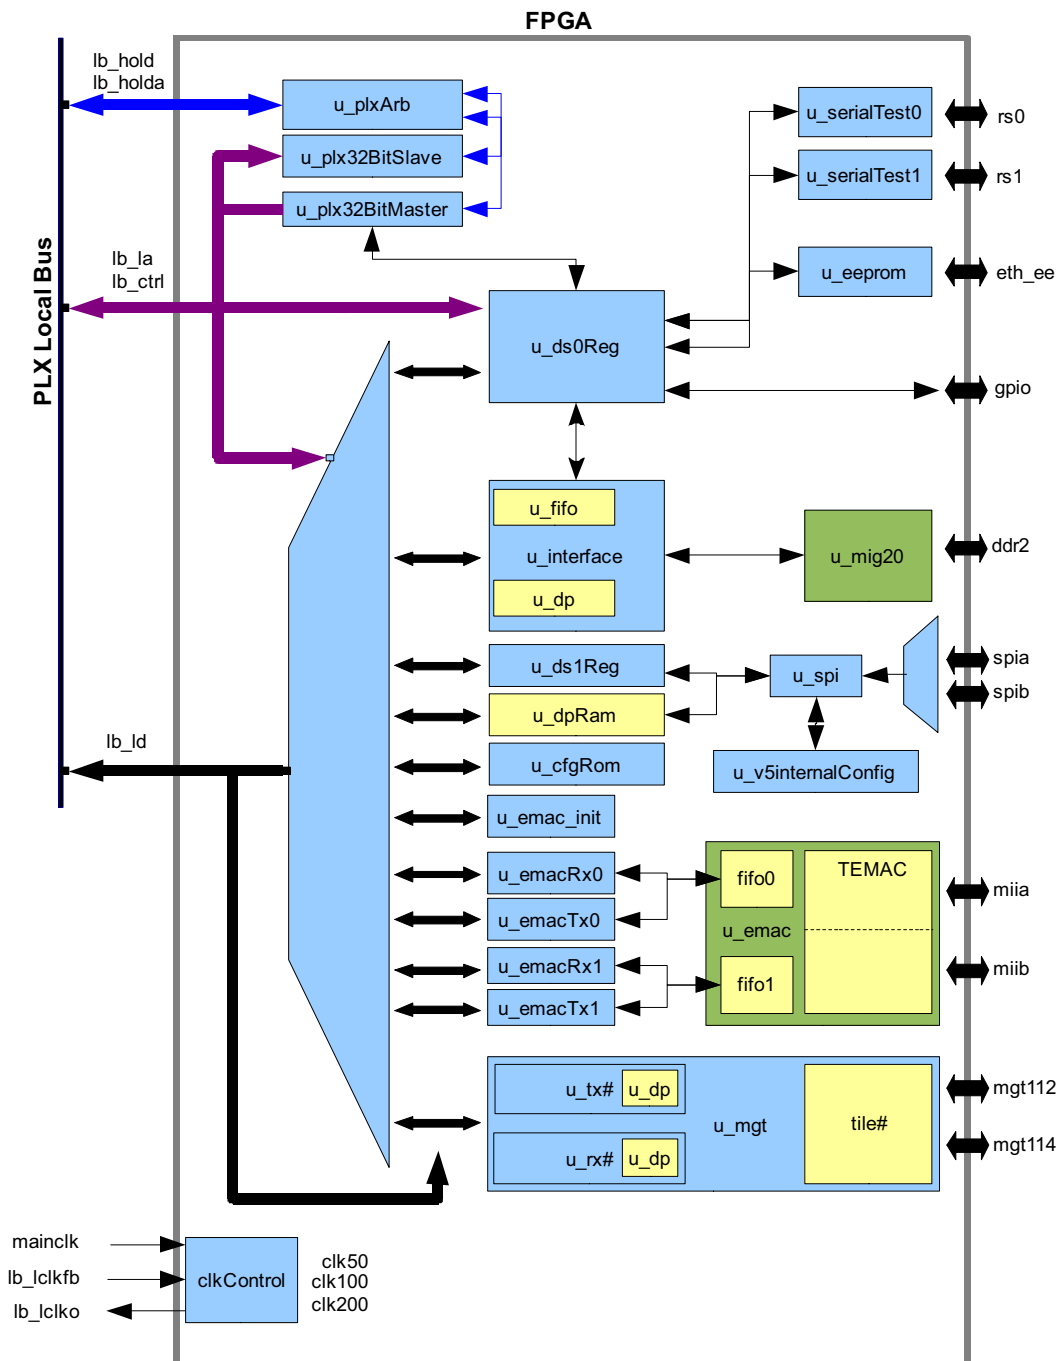 FPGA
lb_hold
lb_holda
u_plxArb
u_serialTest0
rs0
u_plx32BitSlave
u_serialTest1
rs1
u_plx32BitMaster
lb_la
lb_ctrl
u_eeprom
eth_ee
PLX Local Bus
u_ds0Reg
gpio
u_fifo
u_interface
u_dp
u_mig20
ddr2
u_ds1Reg
u_spi
spia
spib
u_dpRam
lb_ld
u_cfgRom
u_v5internalConfig
u_emac_init
u_emacRx0
fifo0
TEMAC
miia
u_emacTx0
u_emac
u_emacRx1
fifo1
miib
u_emacTx1
u_tx#
u_dp
mgt112
u_mgt
tile#
u_rx#
u_dp
mgt114
mainclk
lb_lclkfb
lb_lclko
clkControl
clk50
clk100
clk200